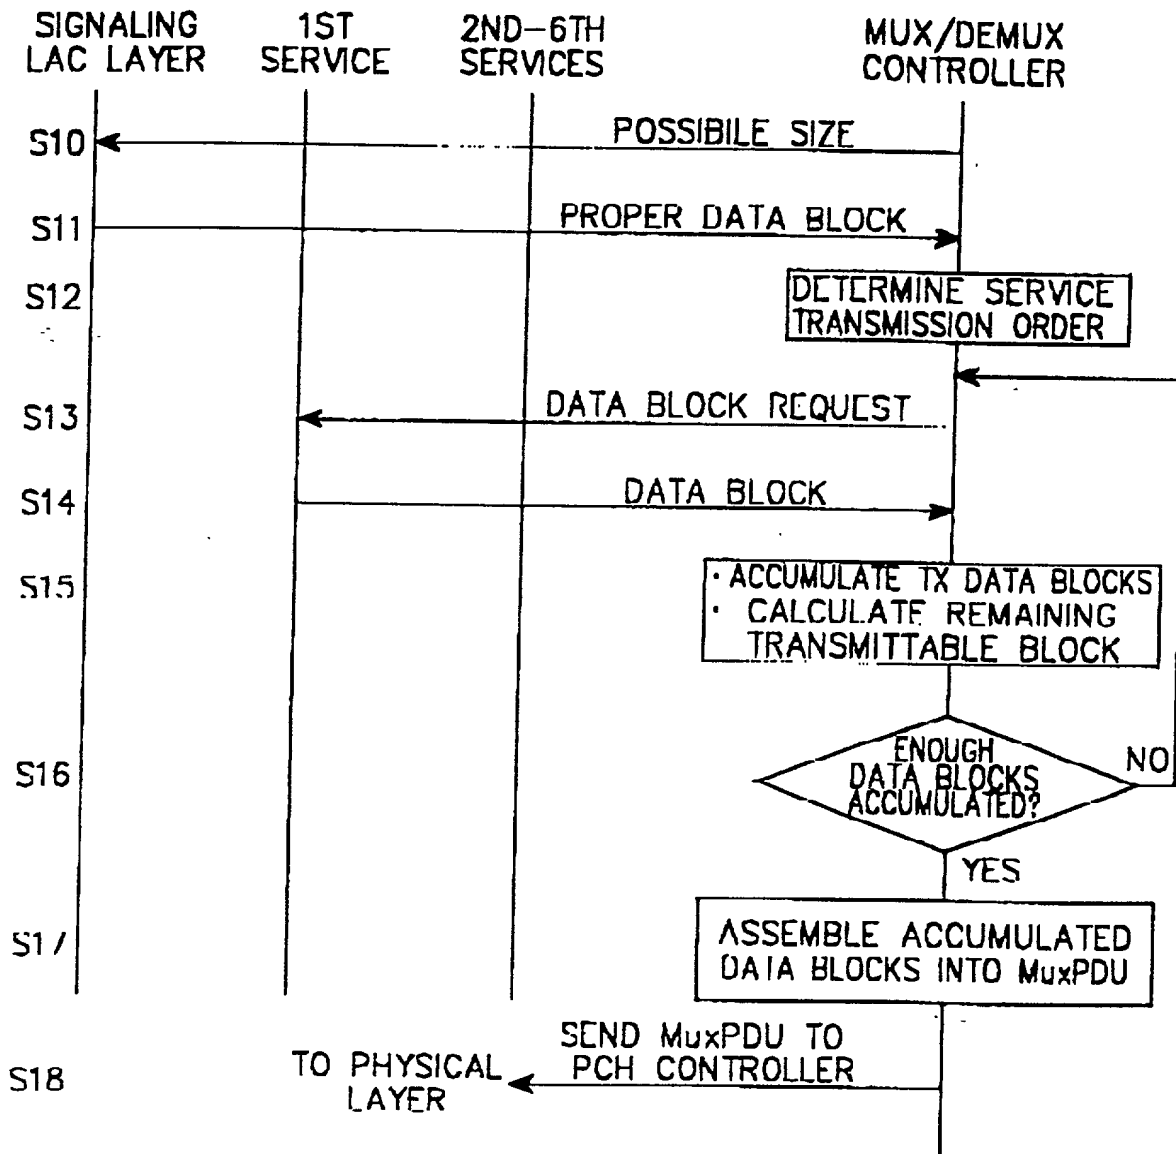 SIGNALING
LAC LAYER
1ST
SERVICE
2ND-6TH
SERVICES
MUX/DEMUX
CONTROLLER
S10
POSSIBILE SIZE
S11
PROPER DATA BLOCK
S12
DETERMINE SERVICE
TRANSMISSION ORDER
S13
DATA BLOCK REQUEST
S14
DATA BLOCK
S15
· ACCUMULATE TX DATA BLOCKS
· CALCULATE REMAINING
TRANSMITTABLE BLOCK
S16
ENOUGH
DATA BLOCKS
ACCUMULATED?
NO
YES
S17
ASSEMBLE ACCUMULATED
DATA BLOCKS INTO MuxPDU
S18
TO PHYSICAL
LAYER
SEND MuxPDU TO
PCH CONTROLLER